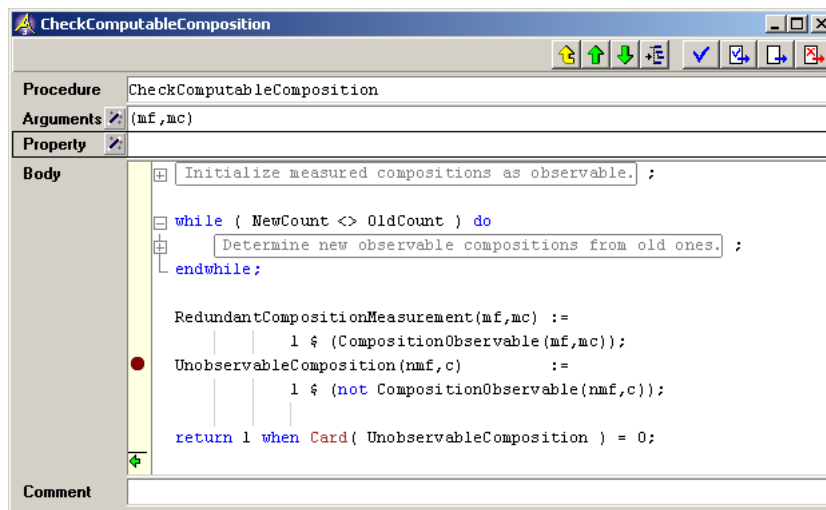 CheckComputableComposition
Procedure CheckComputableComposition
Arguments (mf,mc)
Property
Body
Initialize measured compositions as observable. ;
while ( NewCount <> OldCount ) do
Determine new observable compositions from old ones. ;
endwhile;
RedundantCompositionMeasurement(mf,mc) :=
1 $ (CompositionObservable(mf,mc));
UnobservableComposition(nmf,c) :=
1 $ (not CompositionObservable(nmf,c));
return 1 when Card( UnobservableComposition ) = 0;
Comment